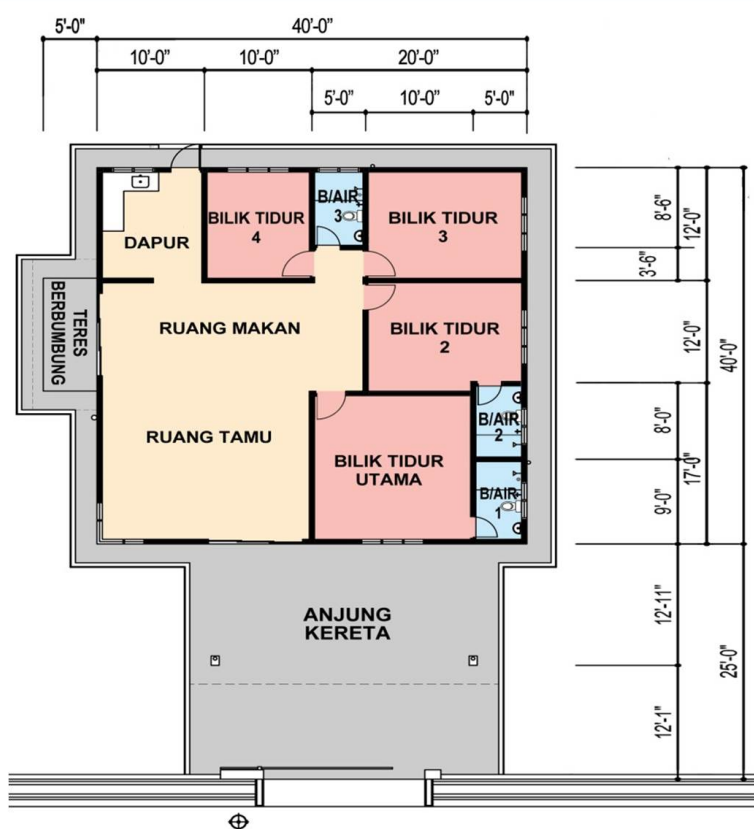 5'-0"
40'-0"
10'-0"
10'-0"
20'-0"
5'-0"
10'-0"
5'-0"
DAPUR
BILIK TIDUR
4
B/AIR
3
BILIK TIDUR
3
8'-6"
12'-0"
3'-6"
TERES
BERBUMBUNG
RUANG MAKAN
BILIK TIDUR
2
12'-0"
40'-0"
RUANG TAMU
B/AIR
2
8'-0"
17'-0"
BILIK TIDUR
UTAMA
B/AIR
1
9'-0"
ANJUNG
KERETA
12'-11"
25'-0"
12'-1"